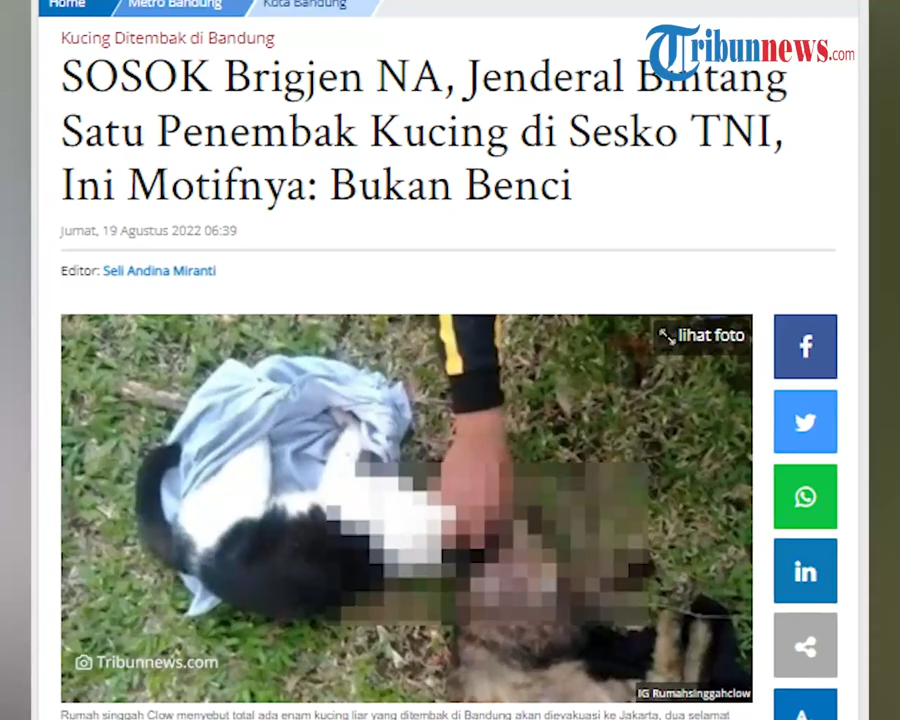 Home Metro Bandung Kota Bandung
Kucing Ditembak di Bandung
Tribunnews.com
SOSOK Brigjen NA, Jenderal Bintang
Satu Penembak Kucing di Sesko TNI,
Ini Motifnya: Bukan Benci
Jumat, 19 Agustus 2022 06:39
Editor: Seli Andina Miranti
lihat foto
f
in
Tribunnews.com
IG Rumahsinggahclow
Rumah singgah Clow menyebut total ada enam kucing liar yang ditembak di Bandung akan dievakuasi ke Jakarta, dua selamat